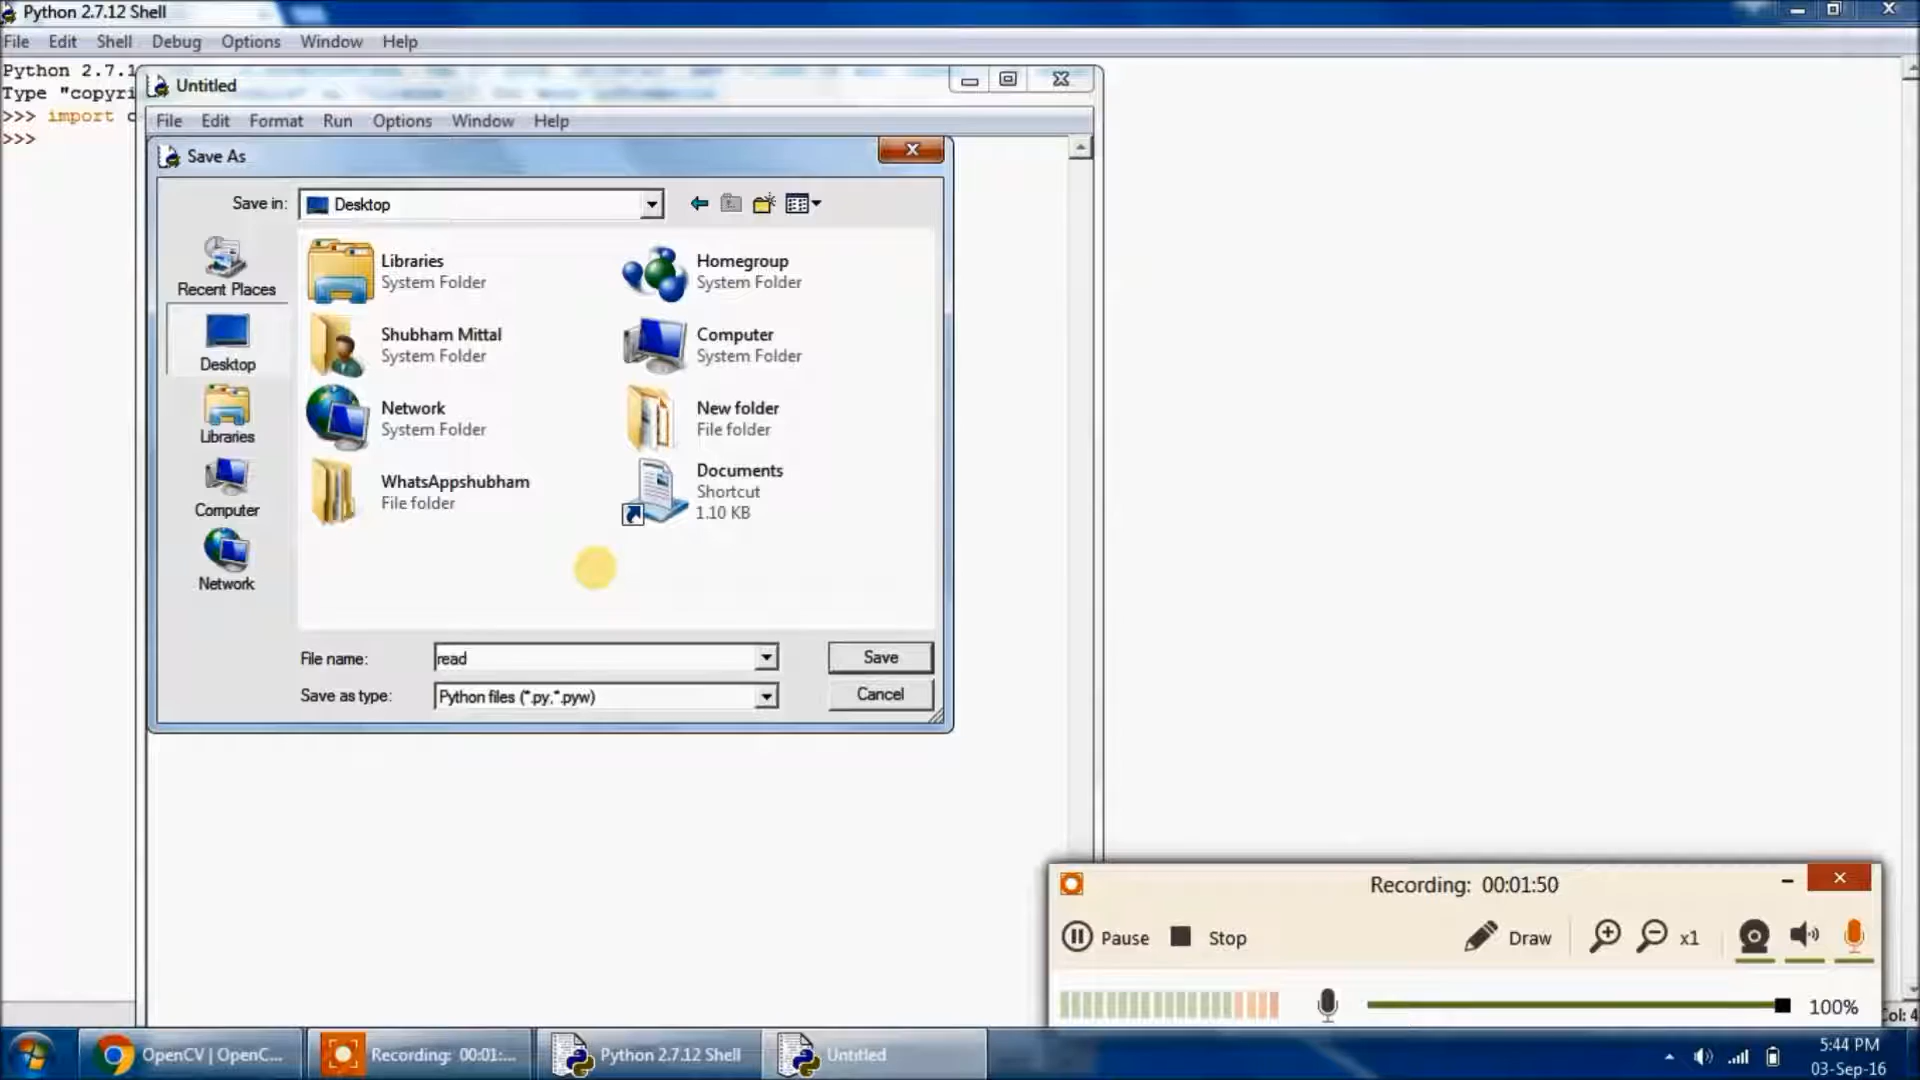 Python 2.7.12 Shell
File Edit Shell Debug Options Window Help
Python 2.7.1
Type "copyri
>>> import c
>>>
Untitled
File Edit Format Run Options Window Help
Save As
Save in: Desktop
Recent Places
Desktop
Libraries
Computer
Network
Libraries
System Folder
Homegroup
System Folder
Shubham Mittal
System Folder
Computer
System Folder
Network
System Folder
New folder
File folder
WhatsAppshubham
File folder
Documents
Shortcut
1.10 KB
File name: read Save
Save as type: Python files (*.py,*.pyw) Cancel
Recording: 00:01:50
Pause Stop Draw x1
100%
Col: 4
OpenCV | OpenC... Recording: 00:01:... Python 2.7.12 Shell Untitled
5:44 PM
03-Sep-16